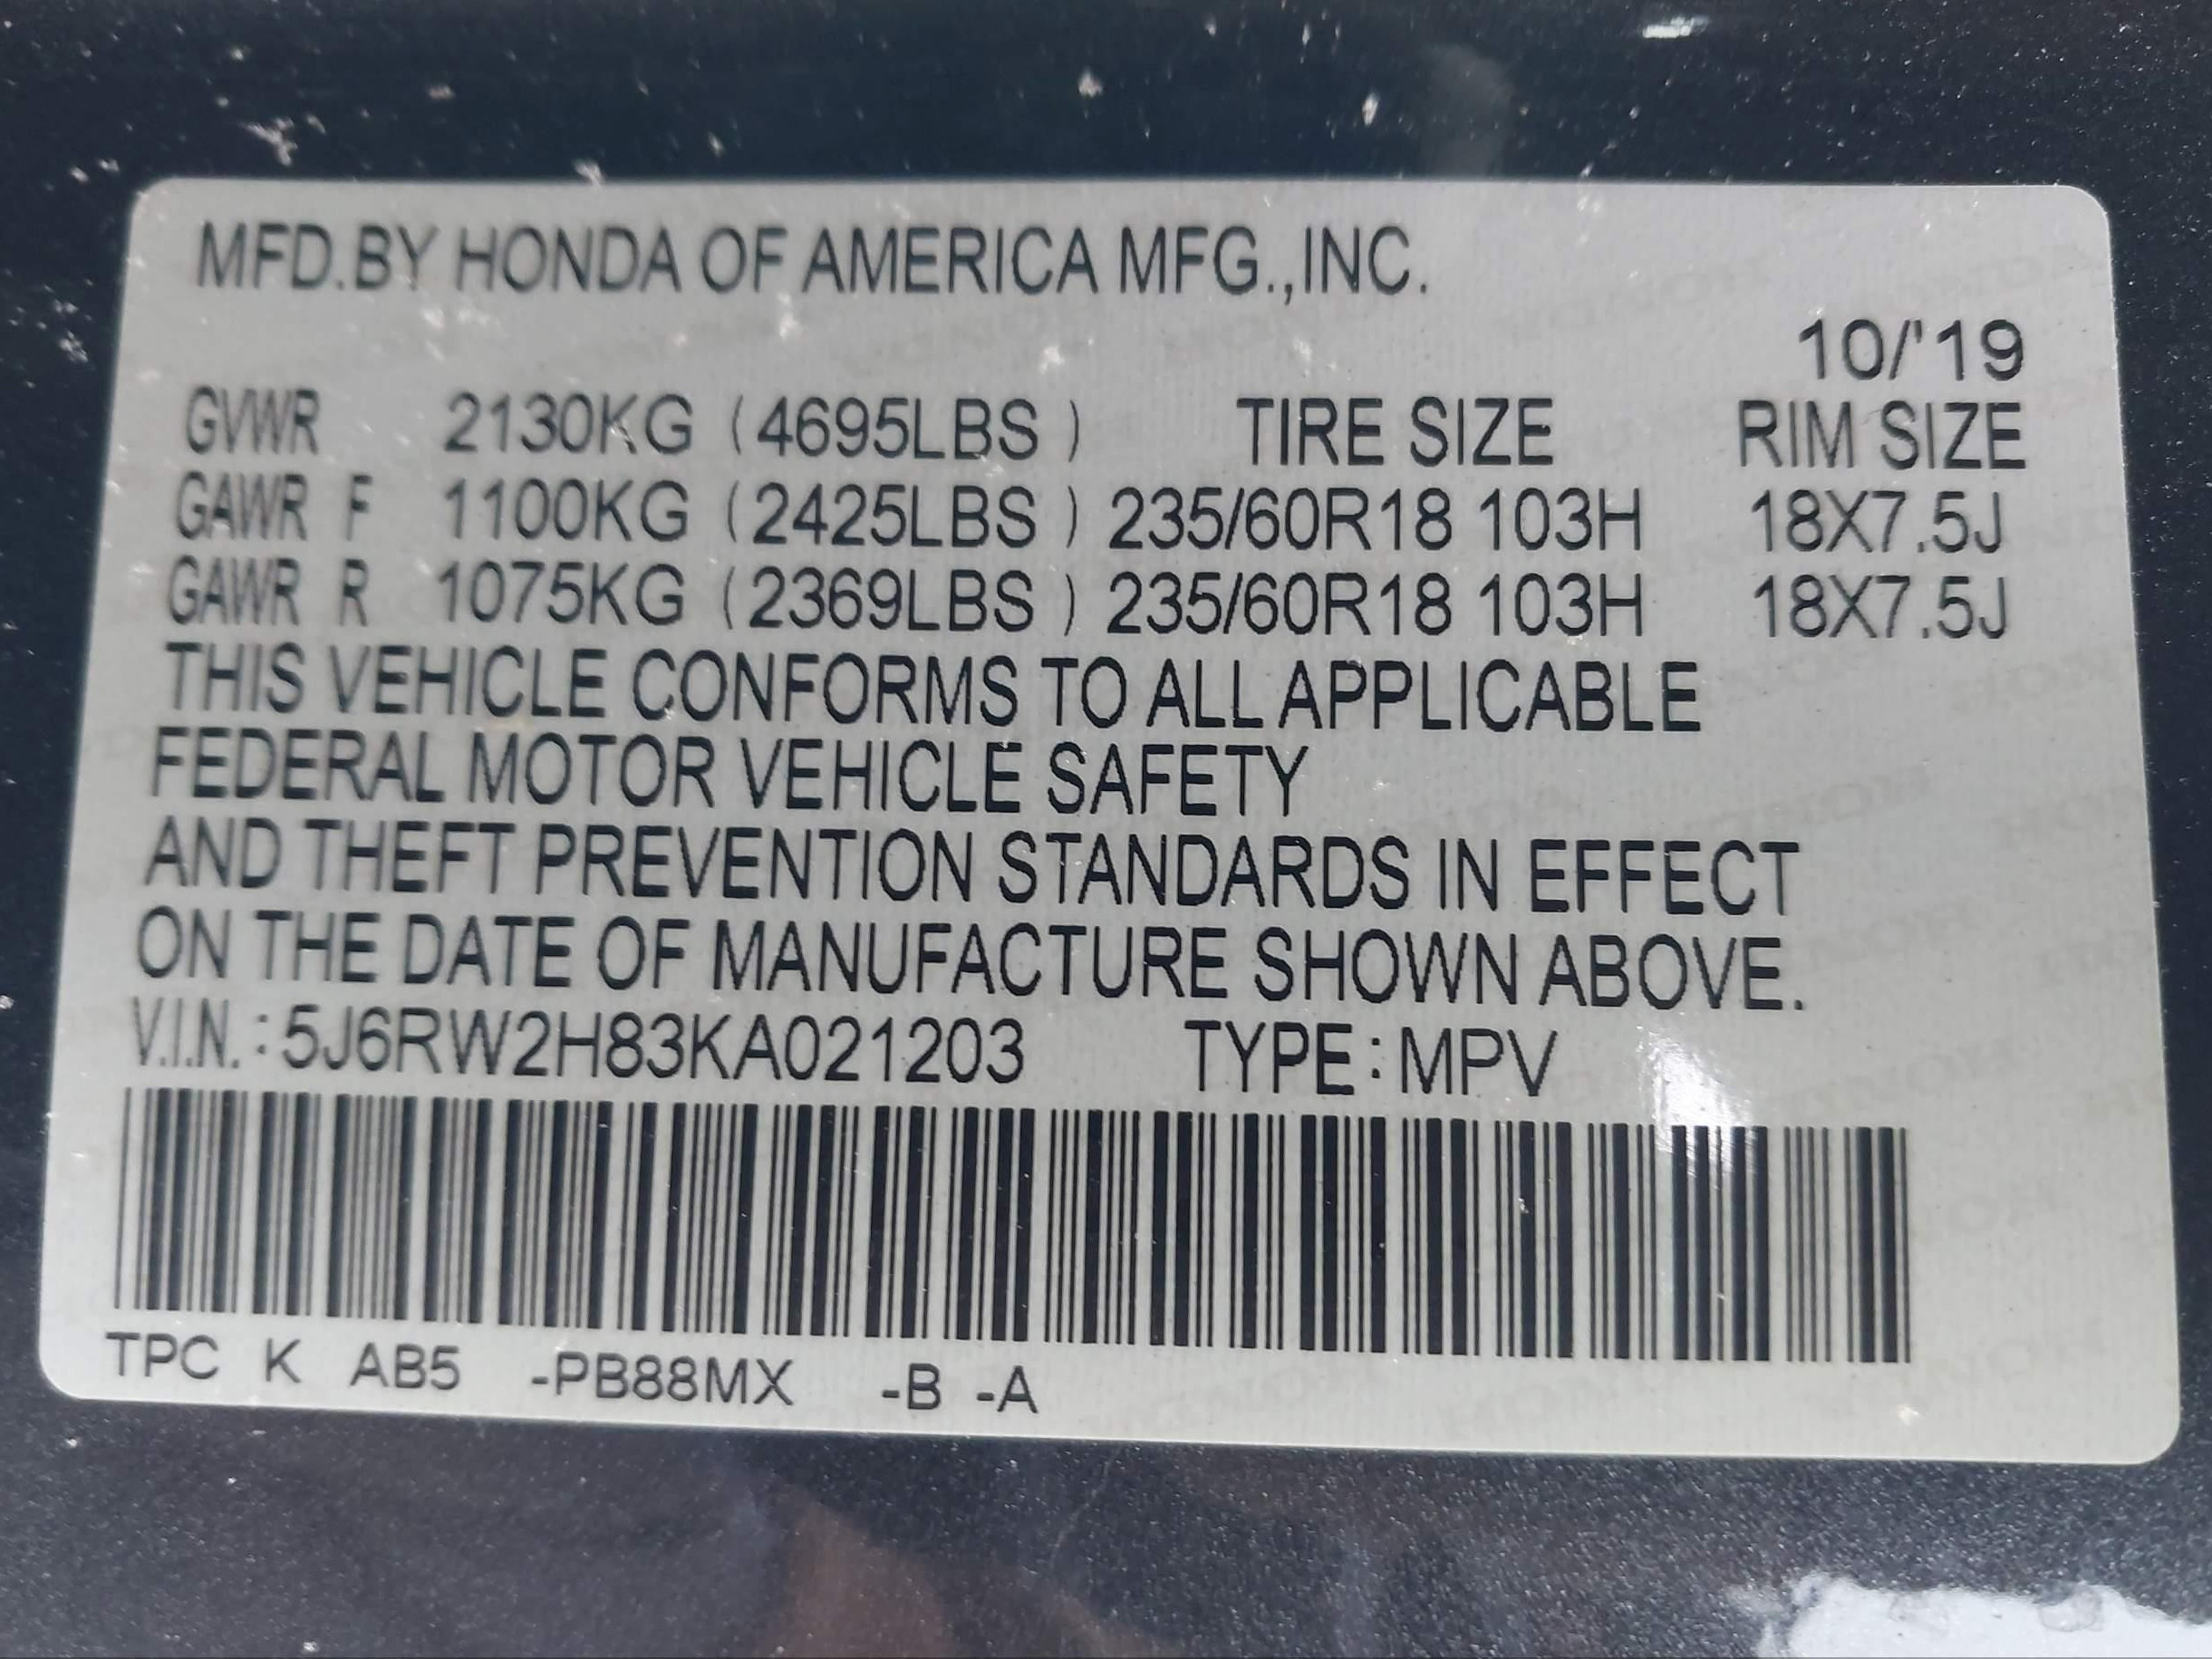 MFD.BY HONDA OF AMERICA MFG.,INC.
10/'19
GVWR 2130KG (4695LBS ) TIRE SIZE RIM SIZE
GAWR F 1100KG (2425LBS ) 235/60R18 103H 18X7.5J
GAWR R 1075KG (2369LBS ) 235/60R18 103H 18X7.5J
THIS VEHICLE CONFORMS TO ALL APPLICABLE
FEDERAL MOTOR VEHICLE SAFETY
AND THEFT PREVENTION STANDARDS IN EFFECT
ON THE DATE OF MANUFACTURE SHOWN ABOVE.
V.I.N.:5J6RW2H83KA021203 TYPE:MPV
TPC K AB5 -PB88MX -B -A